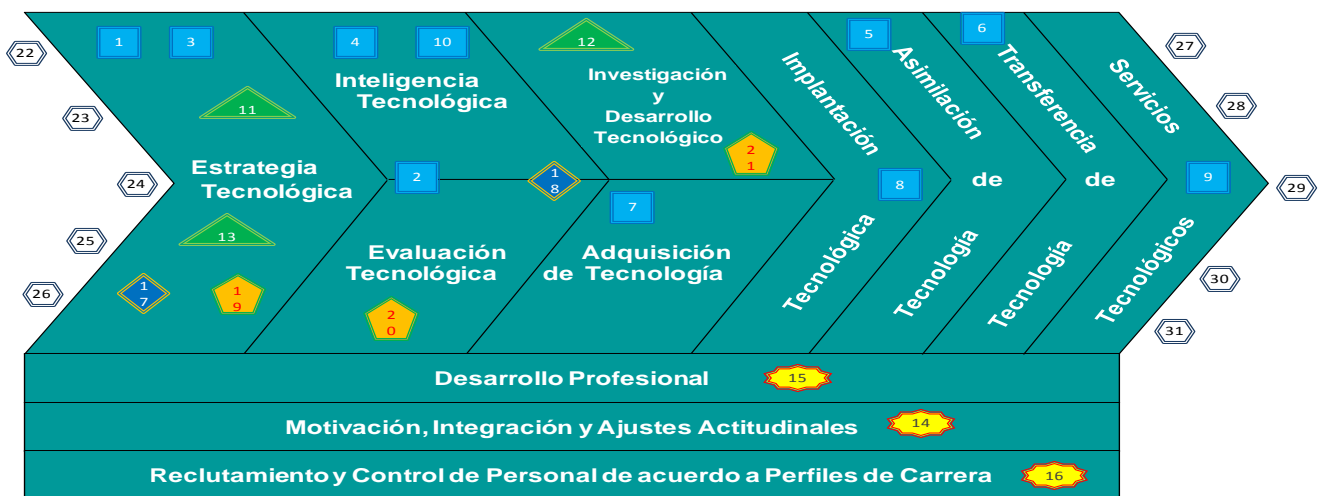 22
23
24
25
26
1
3
11
Estrategia
Tecnológica
13
1
7
1
9
4
10
Inteligencia
Tecnológica
2
Evaluación
Tecnológica
2
0
12
Investigación
y
Desarrollo
Tecnológico
2
1
1
8
7
Adquisición
de Tecnología
Implantación
Tecnológica
5
8
Asimilación
de
Tecnología
6
Transferencia
de
Tecnología
Servicios
9
Tecnológicos
27
28
29
30
31
Desarrollo Profesional
15
Motivación, Integración y Ajustes Actitudinales
14
Reclutamiento y Control de Personal de acuerdo a Perfiles de Carrera
16